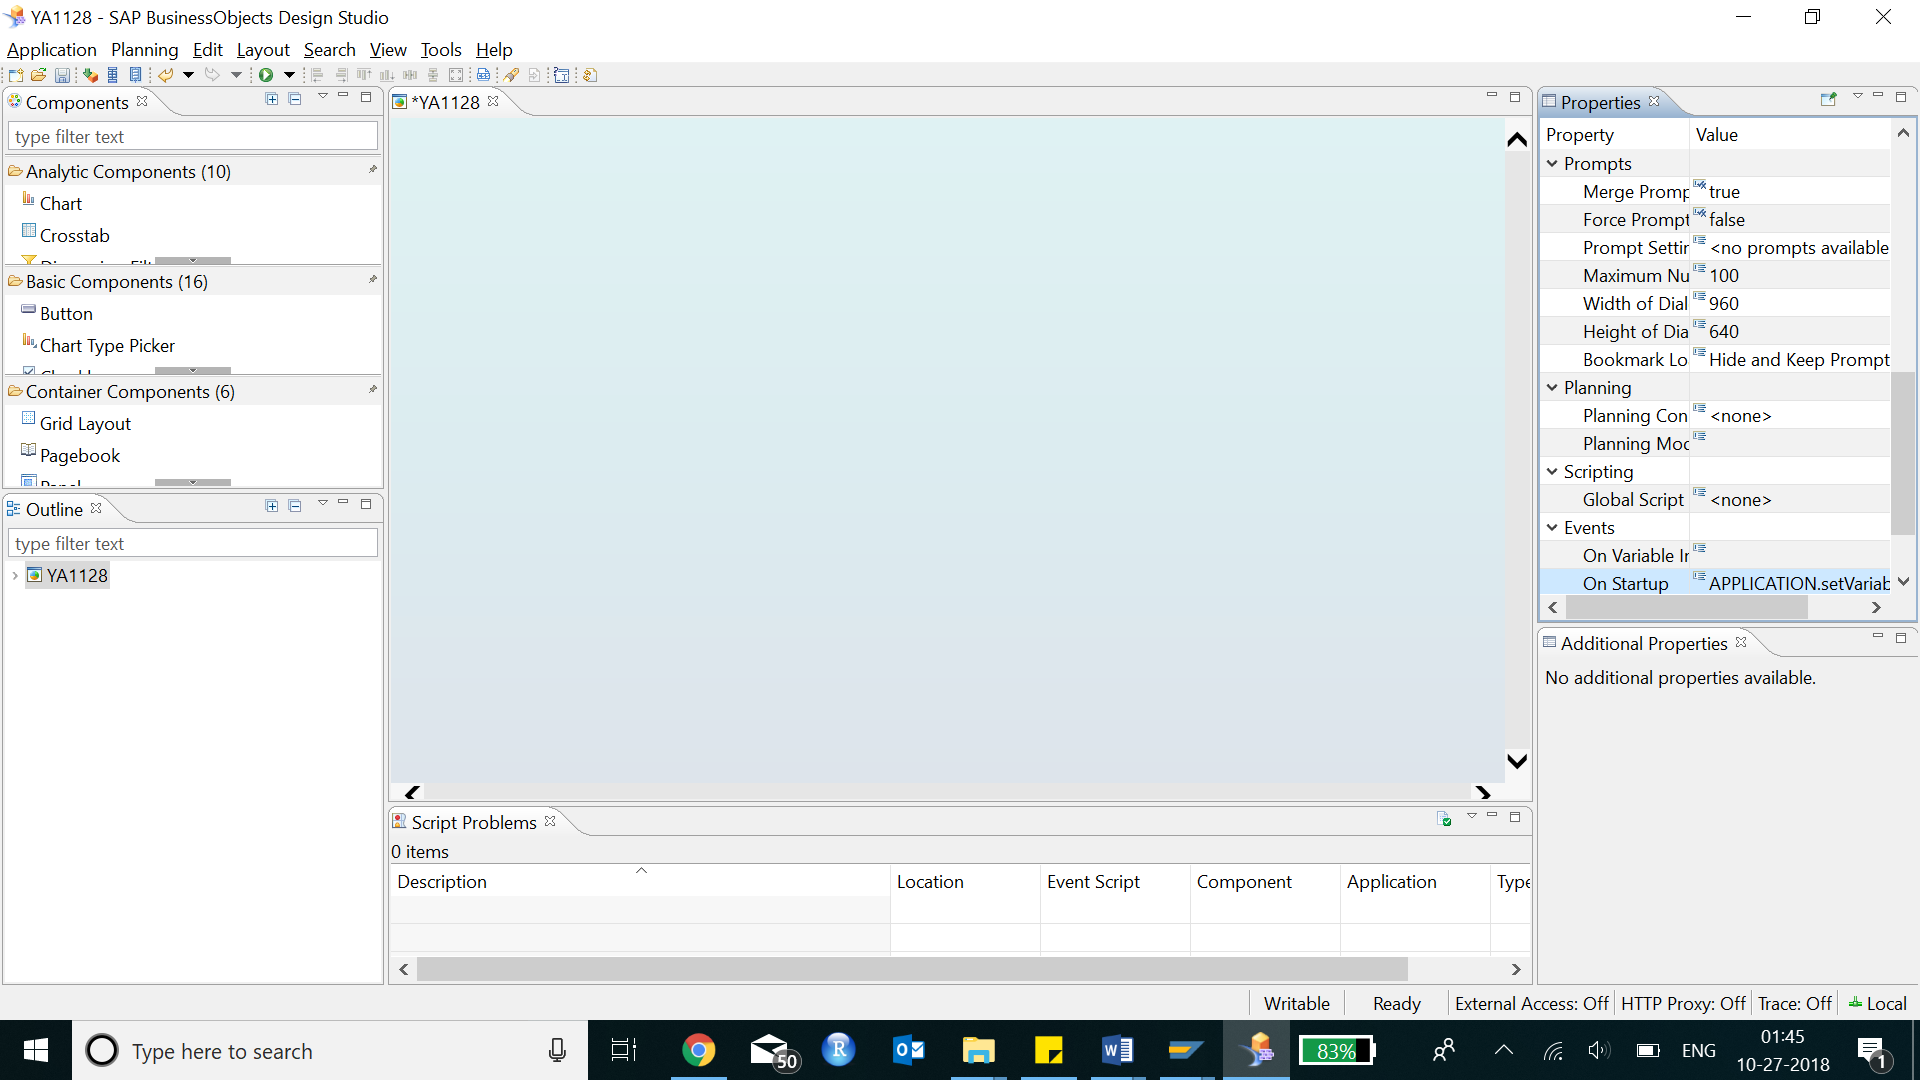 YA1128 - SAP BusinessObjects Design Studio
Application Planning Edit Layout Search View Tools Help
Components
type filter text
Analytic Components (10)
Chart
Crosstab
Basic Components (16)
Button
Chart Type Picker
Container Components (6)
Grid Layout
Pagebook
Panel
Outline
type filter text
YA1128
*YA1128
Script Problems
0 items
Description Location Event Script Component Application Type
Properties
Property Value
Prompts
Merge Promp true
Force Prompt false
Prompt Settin <no prompts available
Maximum Nu 100
Width of Dial 960
Height of Dia 640
Bookmark Lo Hide and Keep Prompt
Planning
Planning Con <none>
Planning Mod
Scripting
Global Script <none>
Events
On Variable In
On Startup APPLICATION.setVariab
Additional Properties
No additional properties available.
Writable Ready External Access: Off HTTP Proxy: Off Trace: Off Local
Type here to search
50
83%
ENG
01:45
10-27-2018
1